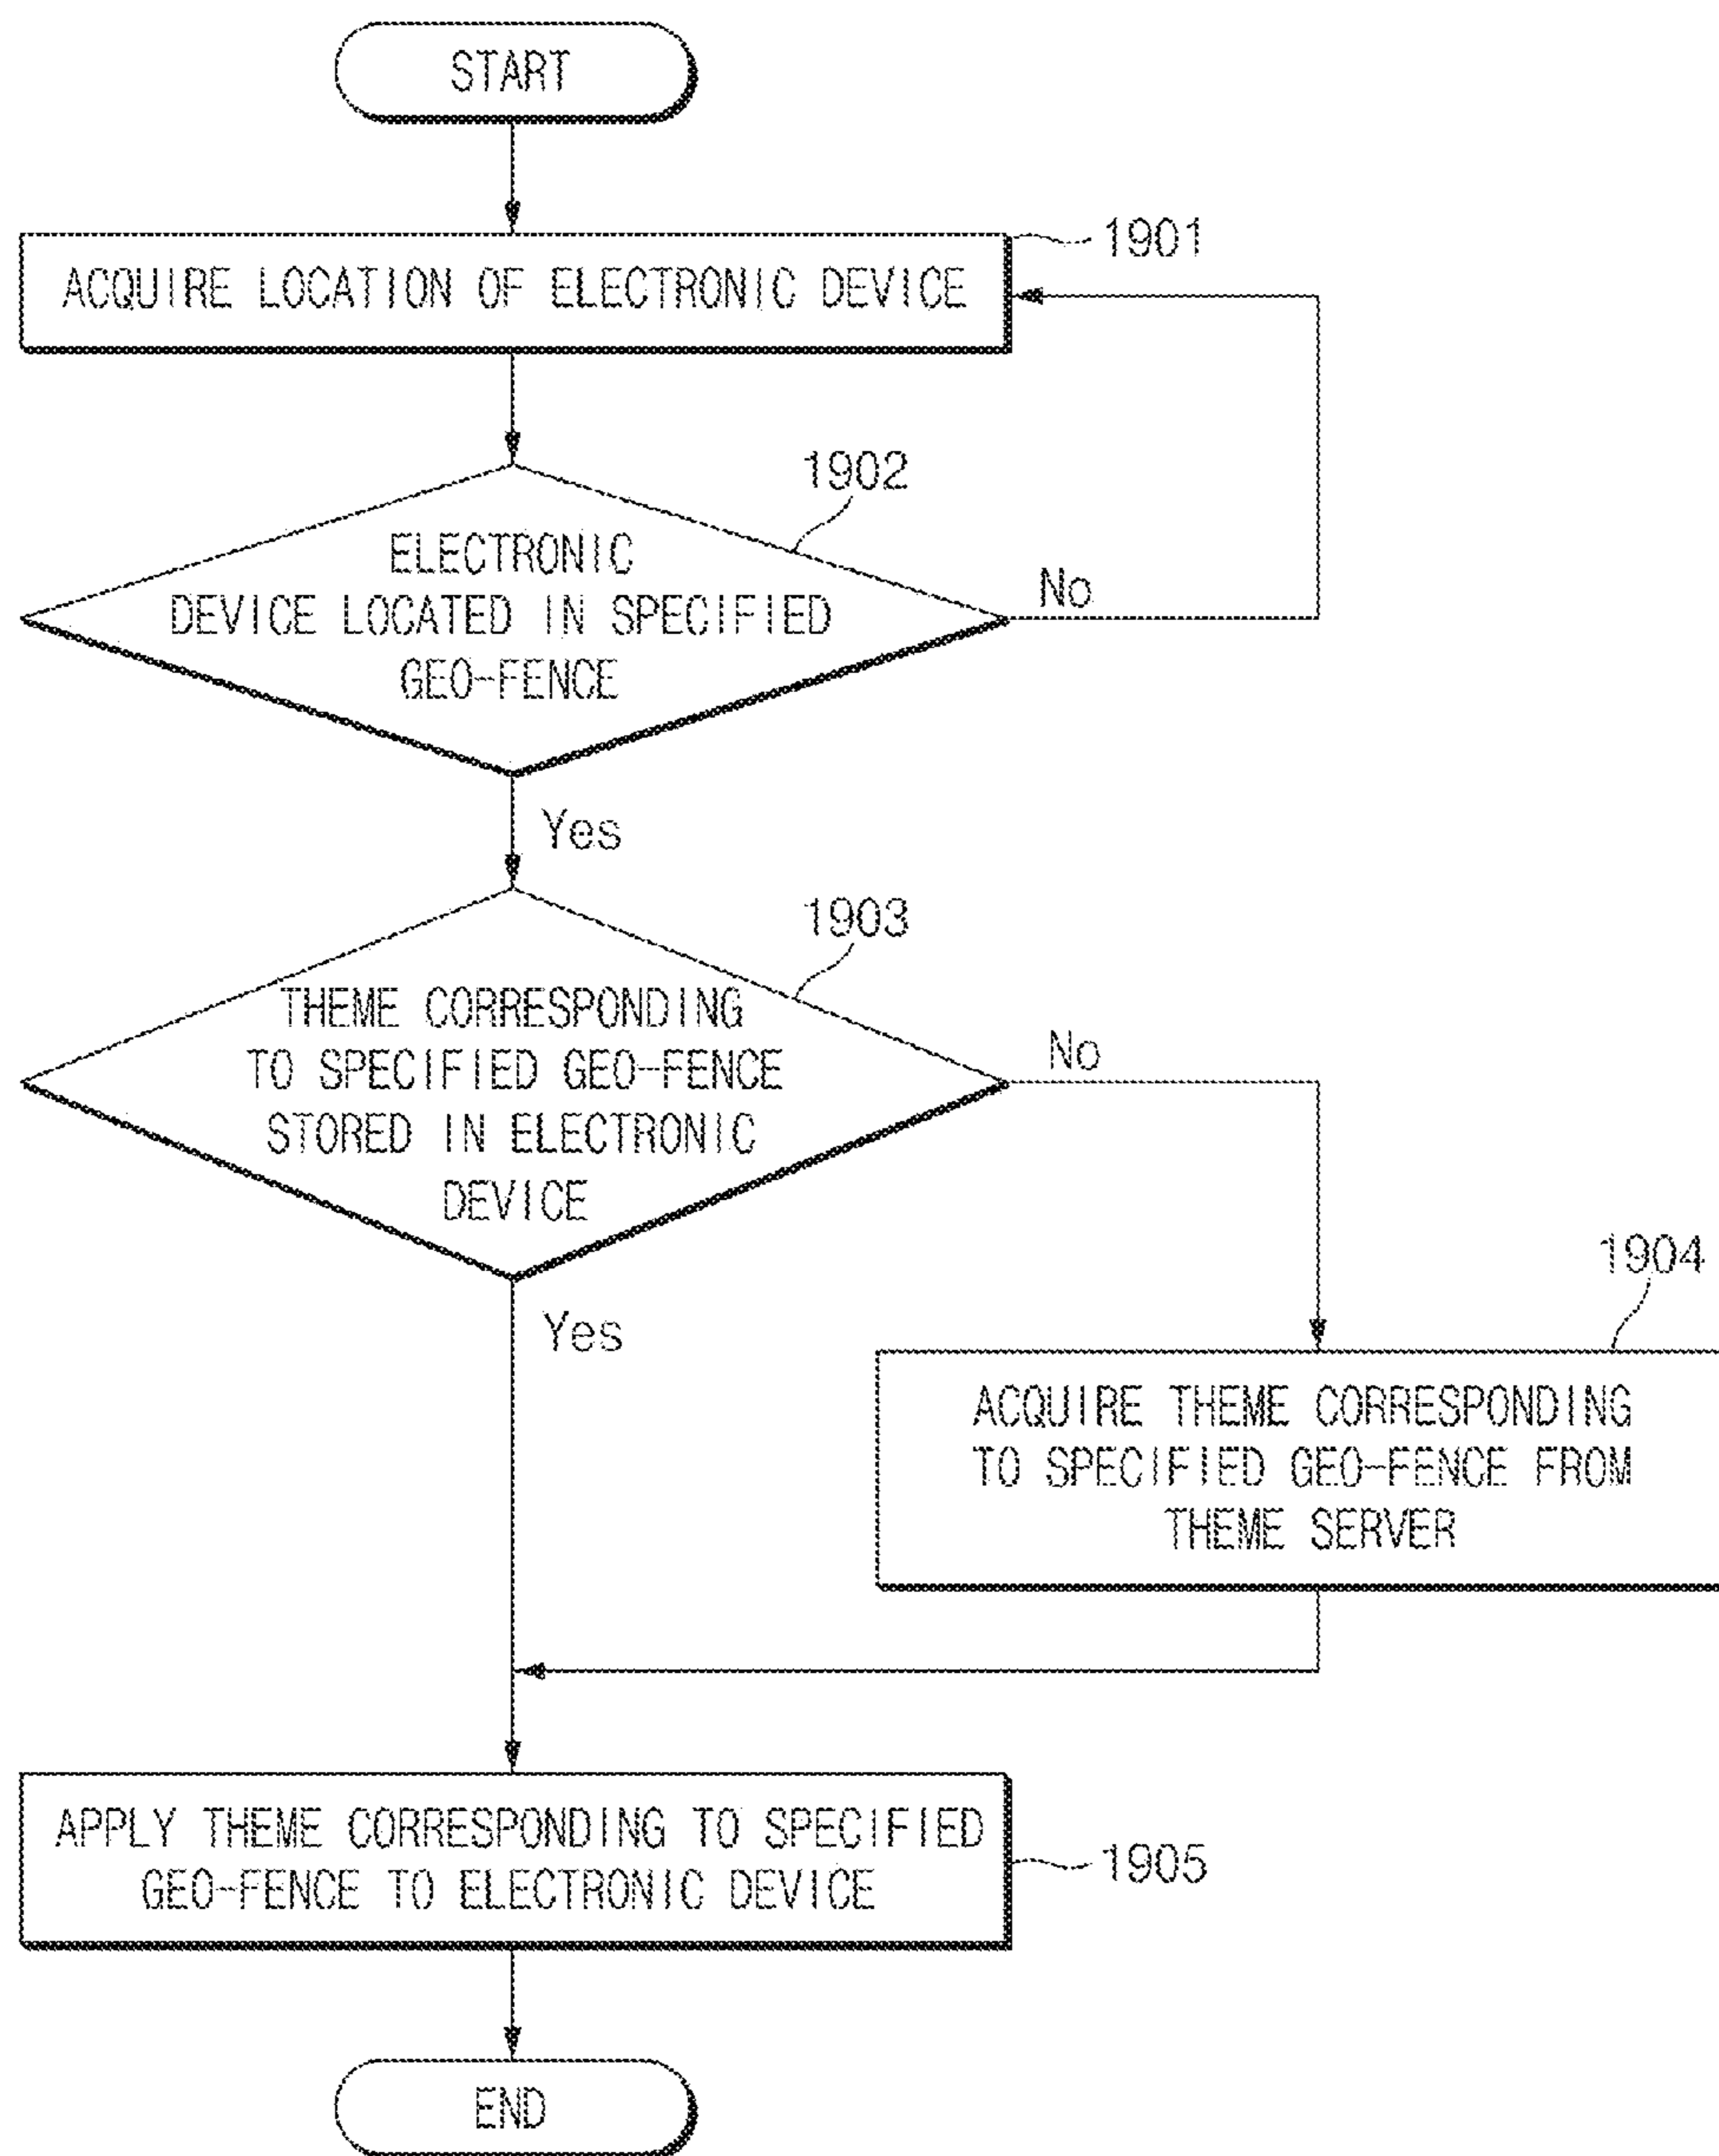 START
1901
ACQUIRE LOCATION OF ELECTRONIC DEVICE
1902
ELECTRONIC
DEVICE LOCATED IN SPECIFIED
GEO-FENCE
No
Yes
1903
THEME CORRESPONDING
TO SPECIFIED GEO-FENCE
STORED IN ELECTRONIC
DEVICE
No
Yes
1904
ACQUIRE THEME CORRESPONDING
TO SPECIFIED GEO-FENCE FROM
THEME SERVER
APPLY THEME CORRESPONDING TO SPECIFIED
GEO-FENCE TO ELECTRONIC DEVICE
1905
END